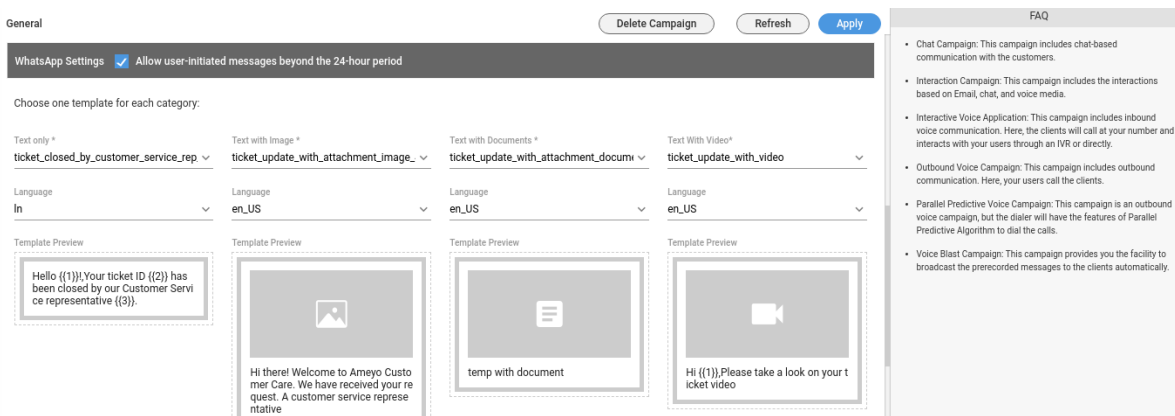 General
Delete Campaign
Refresh
Apply
WhatsApp Settings
Allow user-initiated messages beyond the 24-hour period
Choose one template for each category:
Text only *
Text with Image *
Text with Documents *
Text With Video*
ticket_closed_by_customer_service_rep
ticket_update_with_attachment_image_
ticket_update_with_attachment_docum
ticket_update_with_video
Language
Language
Language
Language
ln
en_US
en_US
en_US
Template Preview
Template Preview
Template Preview
Template Preview
Hello {{1}}!,Your ticket ID {{2}} has
been closed by our Customer Servi
ce representative {{3}}.
Hi there! Welcome to Ameyo Custo
mer Care. We have received your re
quest. A customer service represe
ntative
temp with document
Hi {{1}},Please take a look on your t
icket video
FAQ
• Chat Campaign: This campaign includes chat-based
communication with the customers.
• Interaction Campaign: This campaign includes the interactions
based on Email, chat, and voice media.
• Interactive Voice Application: This campaign includes inbound
voice communication. Here, the clients will call at your number and
interacts with your users through an IVR or directly.
• Outbound Voice Campaign: This campaign includes outbound
communication. Here, your users call the clients.
• Parallel Predictive Voice Campaign: This campaign is an outbound
voice campaign, but the dialer will have the features of Parallel
Predictive Algorithm to dial the calls.
• Voice Blast Campaign: This campaign provides you the facility to
broadcast the prerecorded messages to the clients automatically.